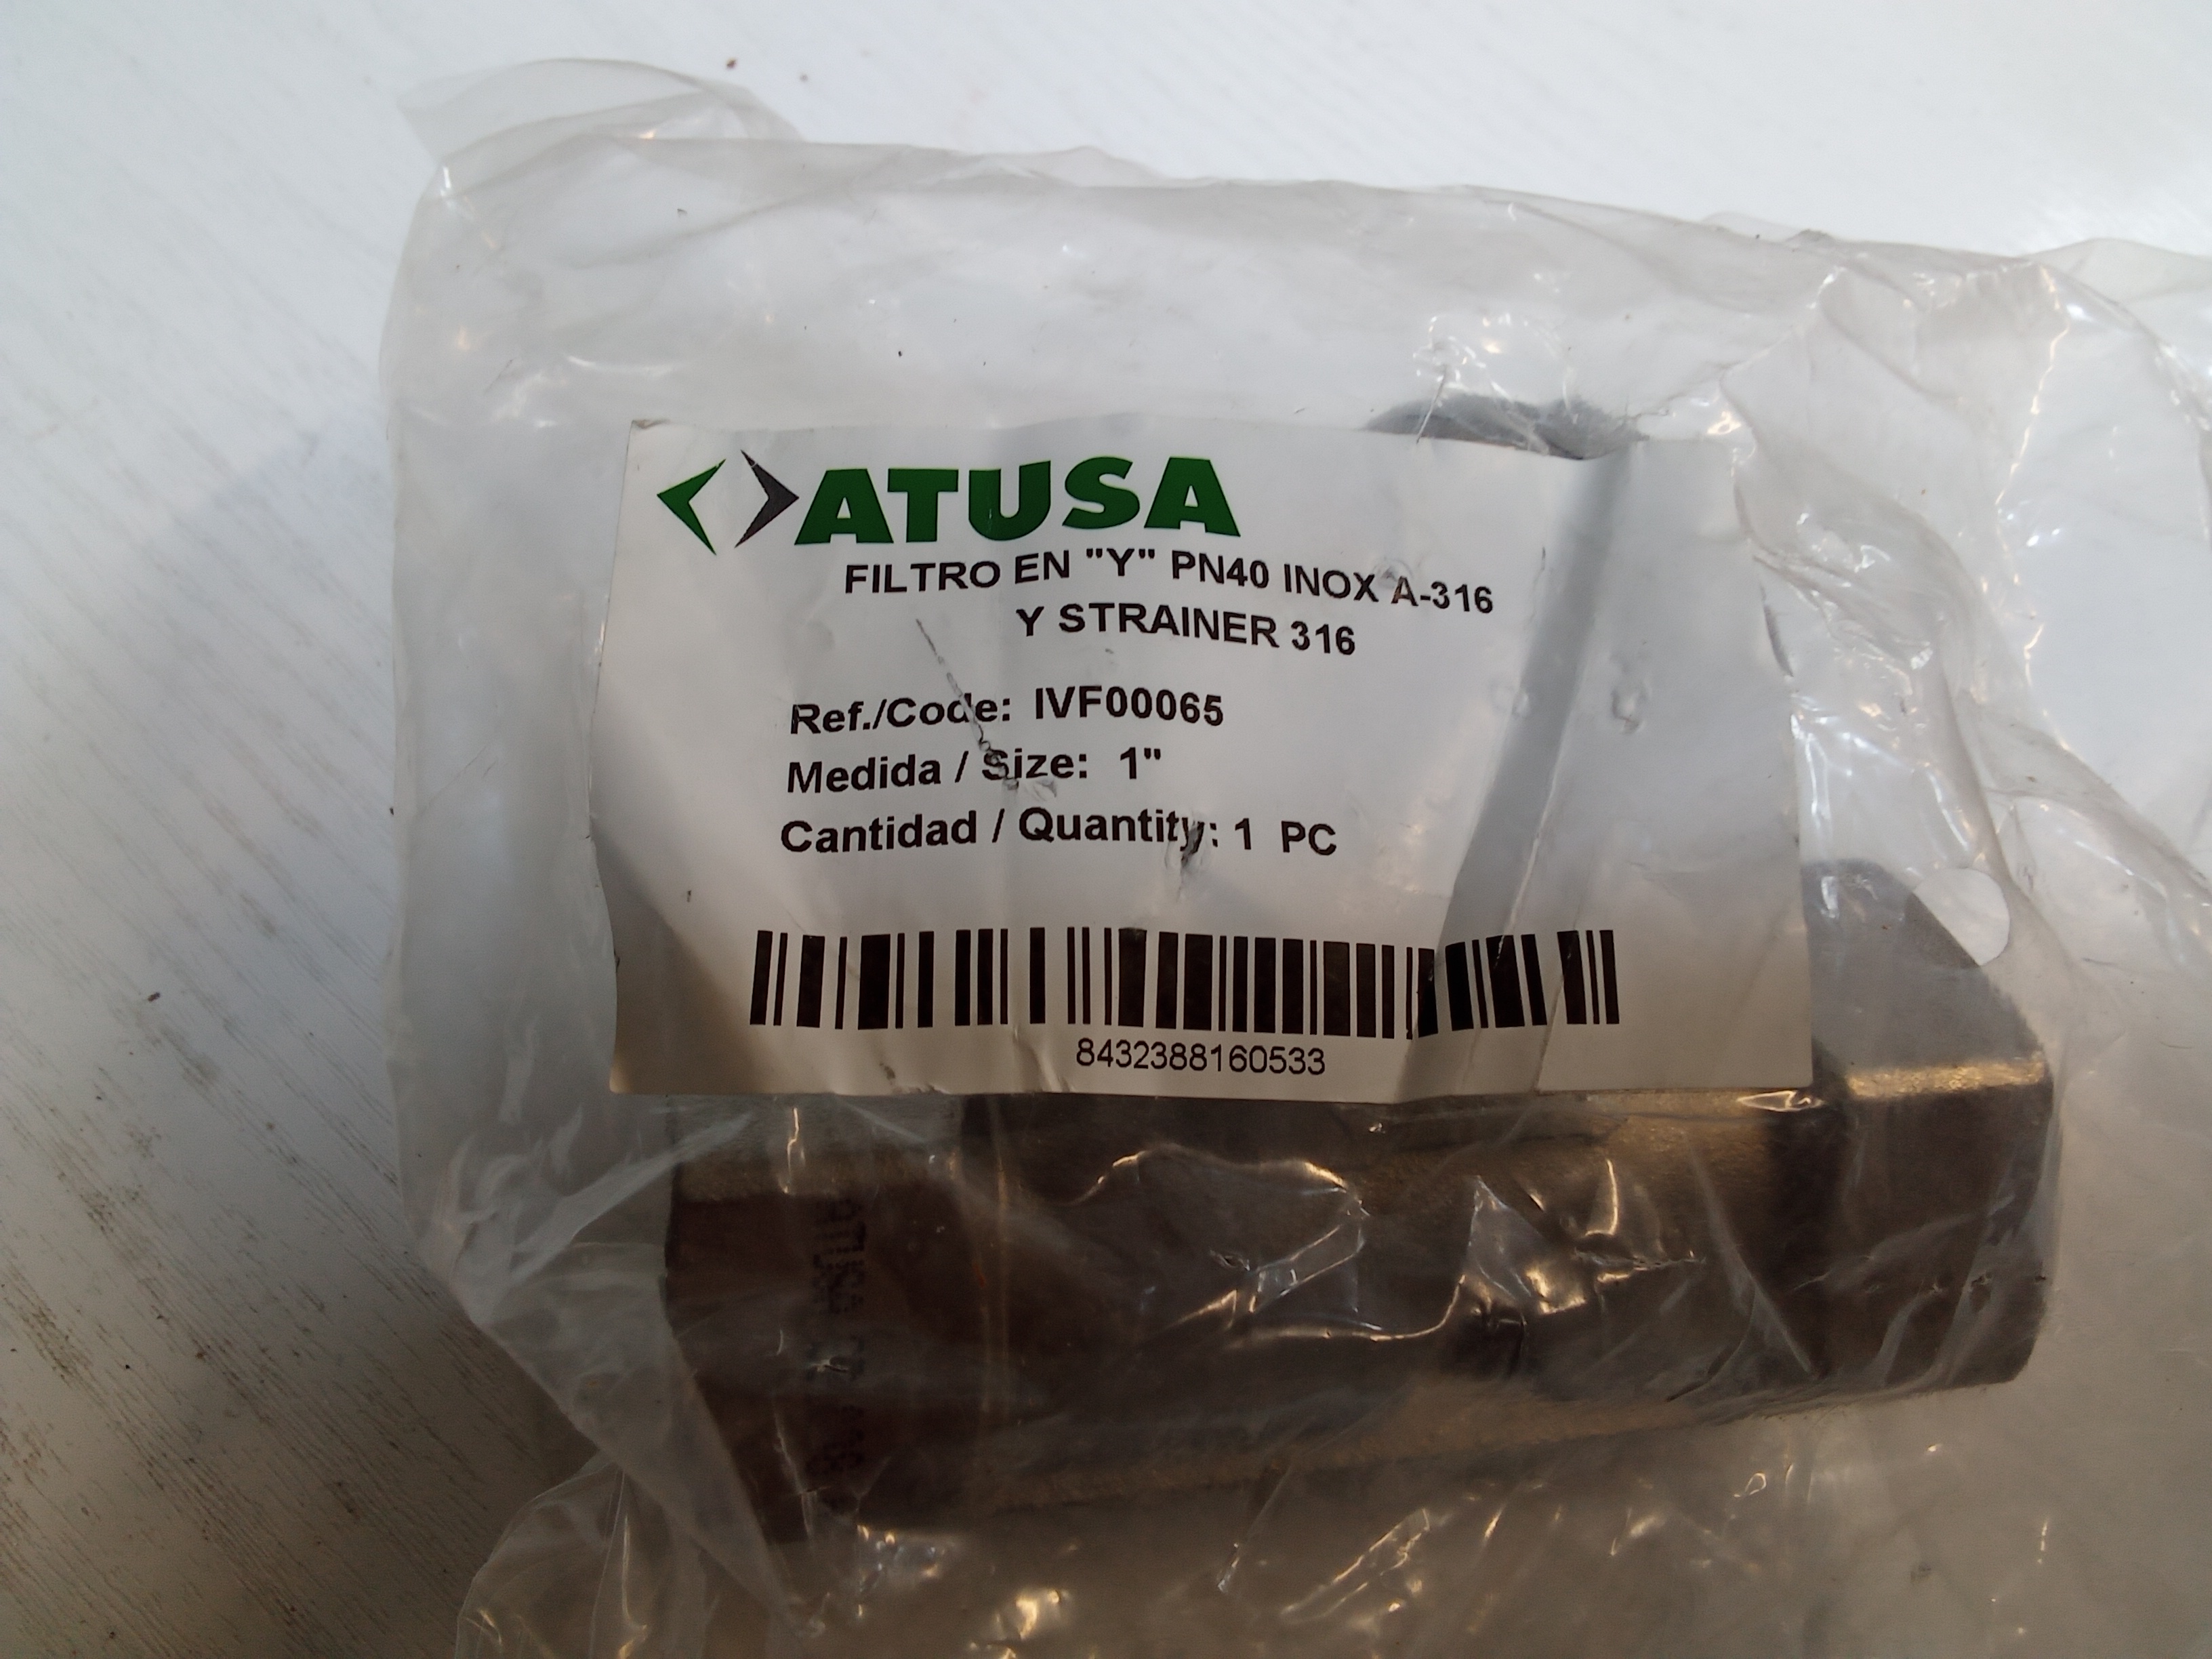 ATUSA
FILTRO EN "Y" PN40 INOX A-316
Y STRAINER 316
Ref./Code: IVF00065
Medida / Size: 1"
Cantidad / Quantity: 1 PC
8432388160533